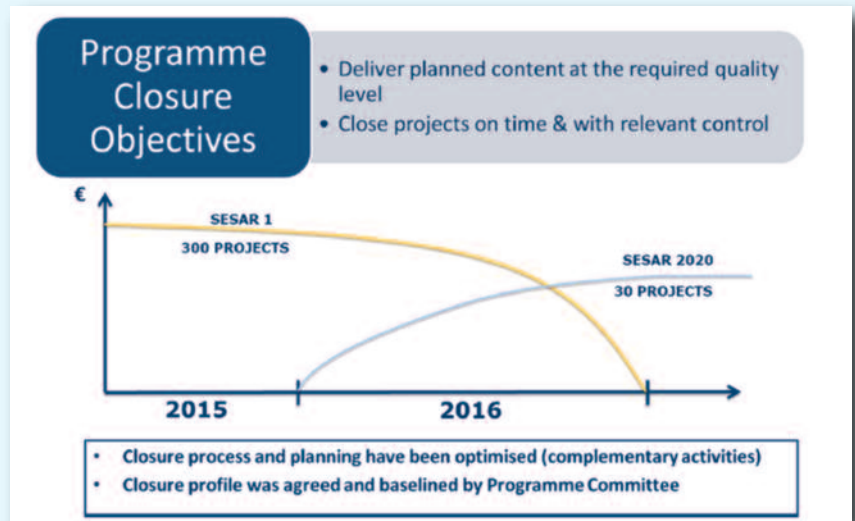 Programme
Closure
Objectives
• Deliver planned content at the required quality
level
• Close projects on time & with relevant control
€
SESAR 1
300 PROJECTS
SESAR 2020
30 PROJECTS
2015
2016
• Closure process and planning have been optimised (complementary activities)
• Closure profile was agreed and baselined by Programme Committee